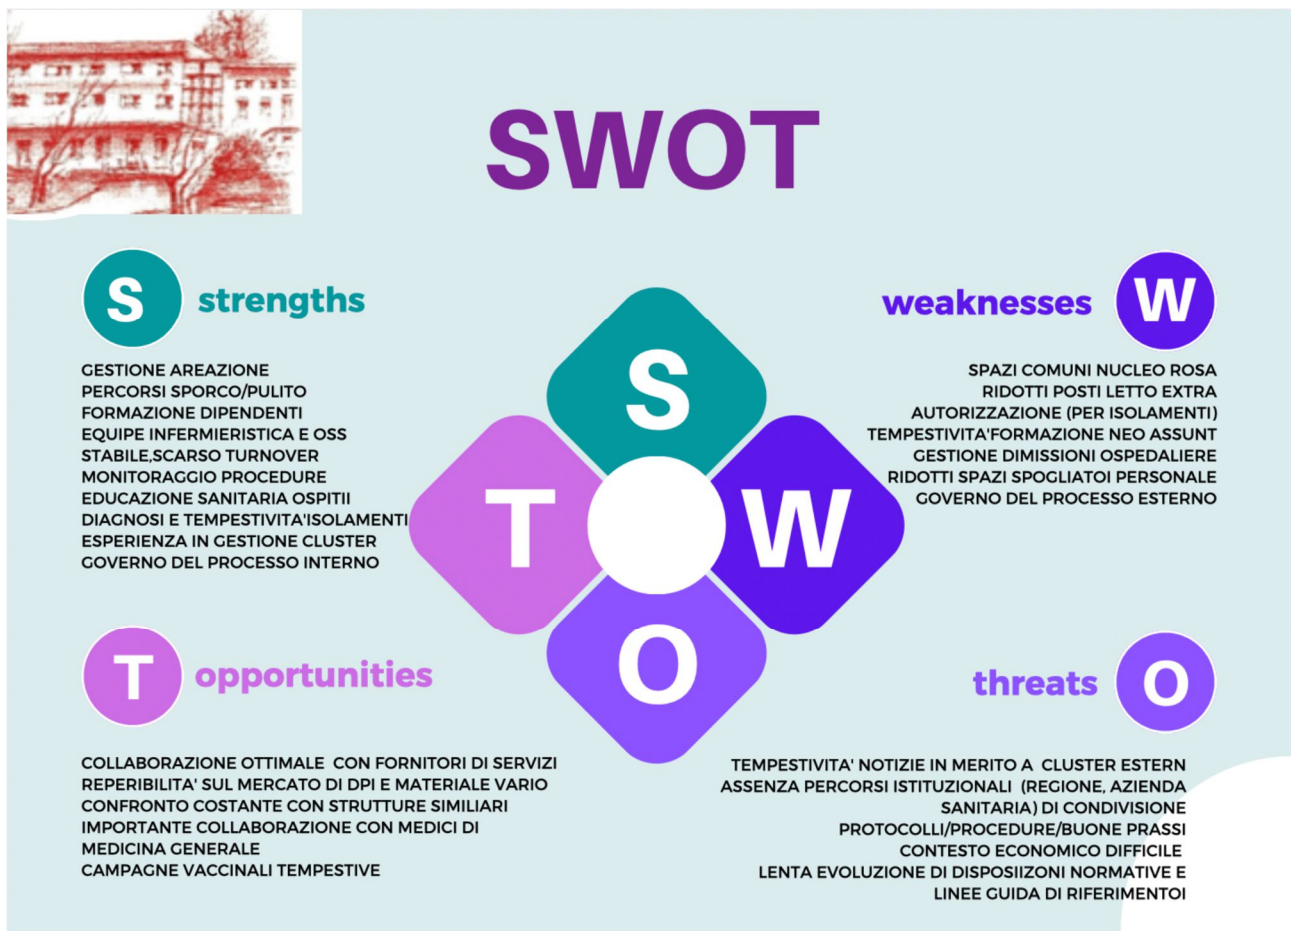 SWOT
S strengths
GESTIONE AREAZIONE
PERCORSI SPORCO/PULITO
FORMAZIONE DIPENDENTI
EQUIPE INFERMIERISTICA E OSS
STABILE,SCARSO TURNOVER
MONITORAGGIO PROCEDURE
EDUCAZIONE SANITARIA OSPITII
DIAGNOSI E TEMPESTIVITA'ISOLAMENTI
ESPERIENZA IN GESTIONE CLUSTER
GOVERNO DEL PROCESSO INTERNO
weaknesses W
SPAZI COMUNI NUCLEO ROSA
RIDOTTI POSTI LETTO EXTRA
AUTORIZZAZIONE (PER ISOLAMENTI)
TEMPESTIVITA'FORMAZIONE NEO ASSUNT
GESTIONE DIMISSIONI OSPEDALIERE
RIDOTTI SPAZI SPOGLIATOI PERSONALE
GOVERNO DEL PROCESSO ESTERNO
S
T
W
O
T opportunities
COLLABORAZIONE OTTIMALE CON FORNITORI DI SERVIZI
REPERIBILITA' SUL MERCATO DI DPI E MATERIALE VARIO
CONFRONTO COSTANTE CON STRUTTURE SIMILIARI
IMPORTANTE COLLABORAZIONE CON MEDICI DI
MEDICINA GENERALE
CAMPAGNE VACCINALI TEMPESTIVE
threats O
TEMPESTIVITA' NOTIZIE IN MERITO A CLUSTER ESTERN
ASSENZA PERCORSI ISTITUZIONALI (REGIONE, AZIENDA
SANITARIA) DI CONDIVISIONE
PROTOCOLLI/PROCEDURE/BUONE PRASSI
CONTESTO ECONOMICO DIFFICILE
LENTA EVOLUZIONE DI DISPOSIIZONI NORMATIVE E
LINEE GUIDA DI RIFERIMENTOI